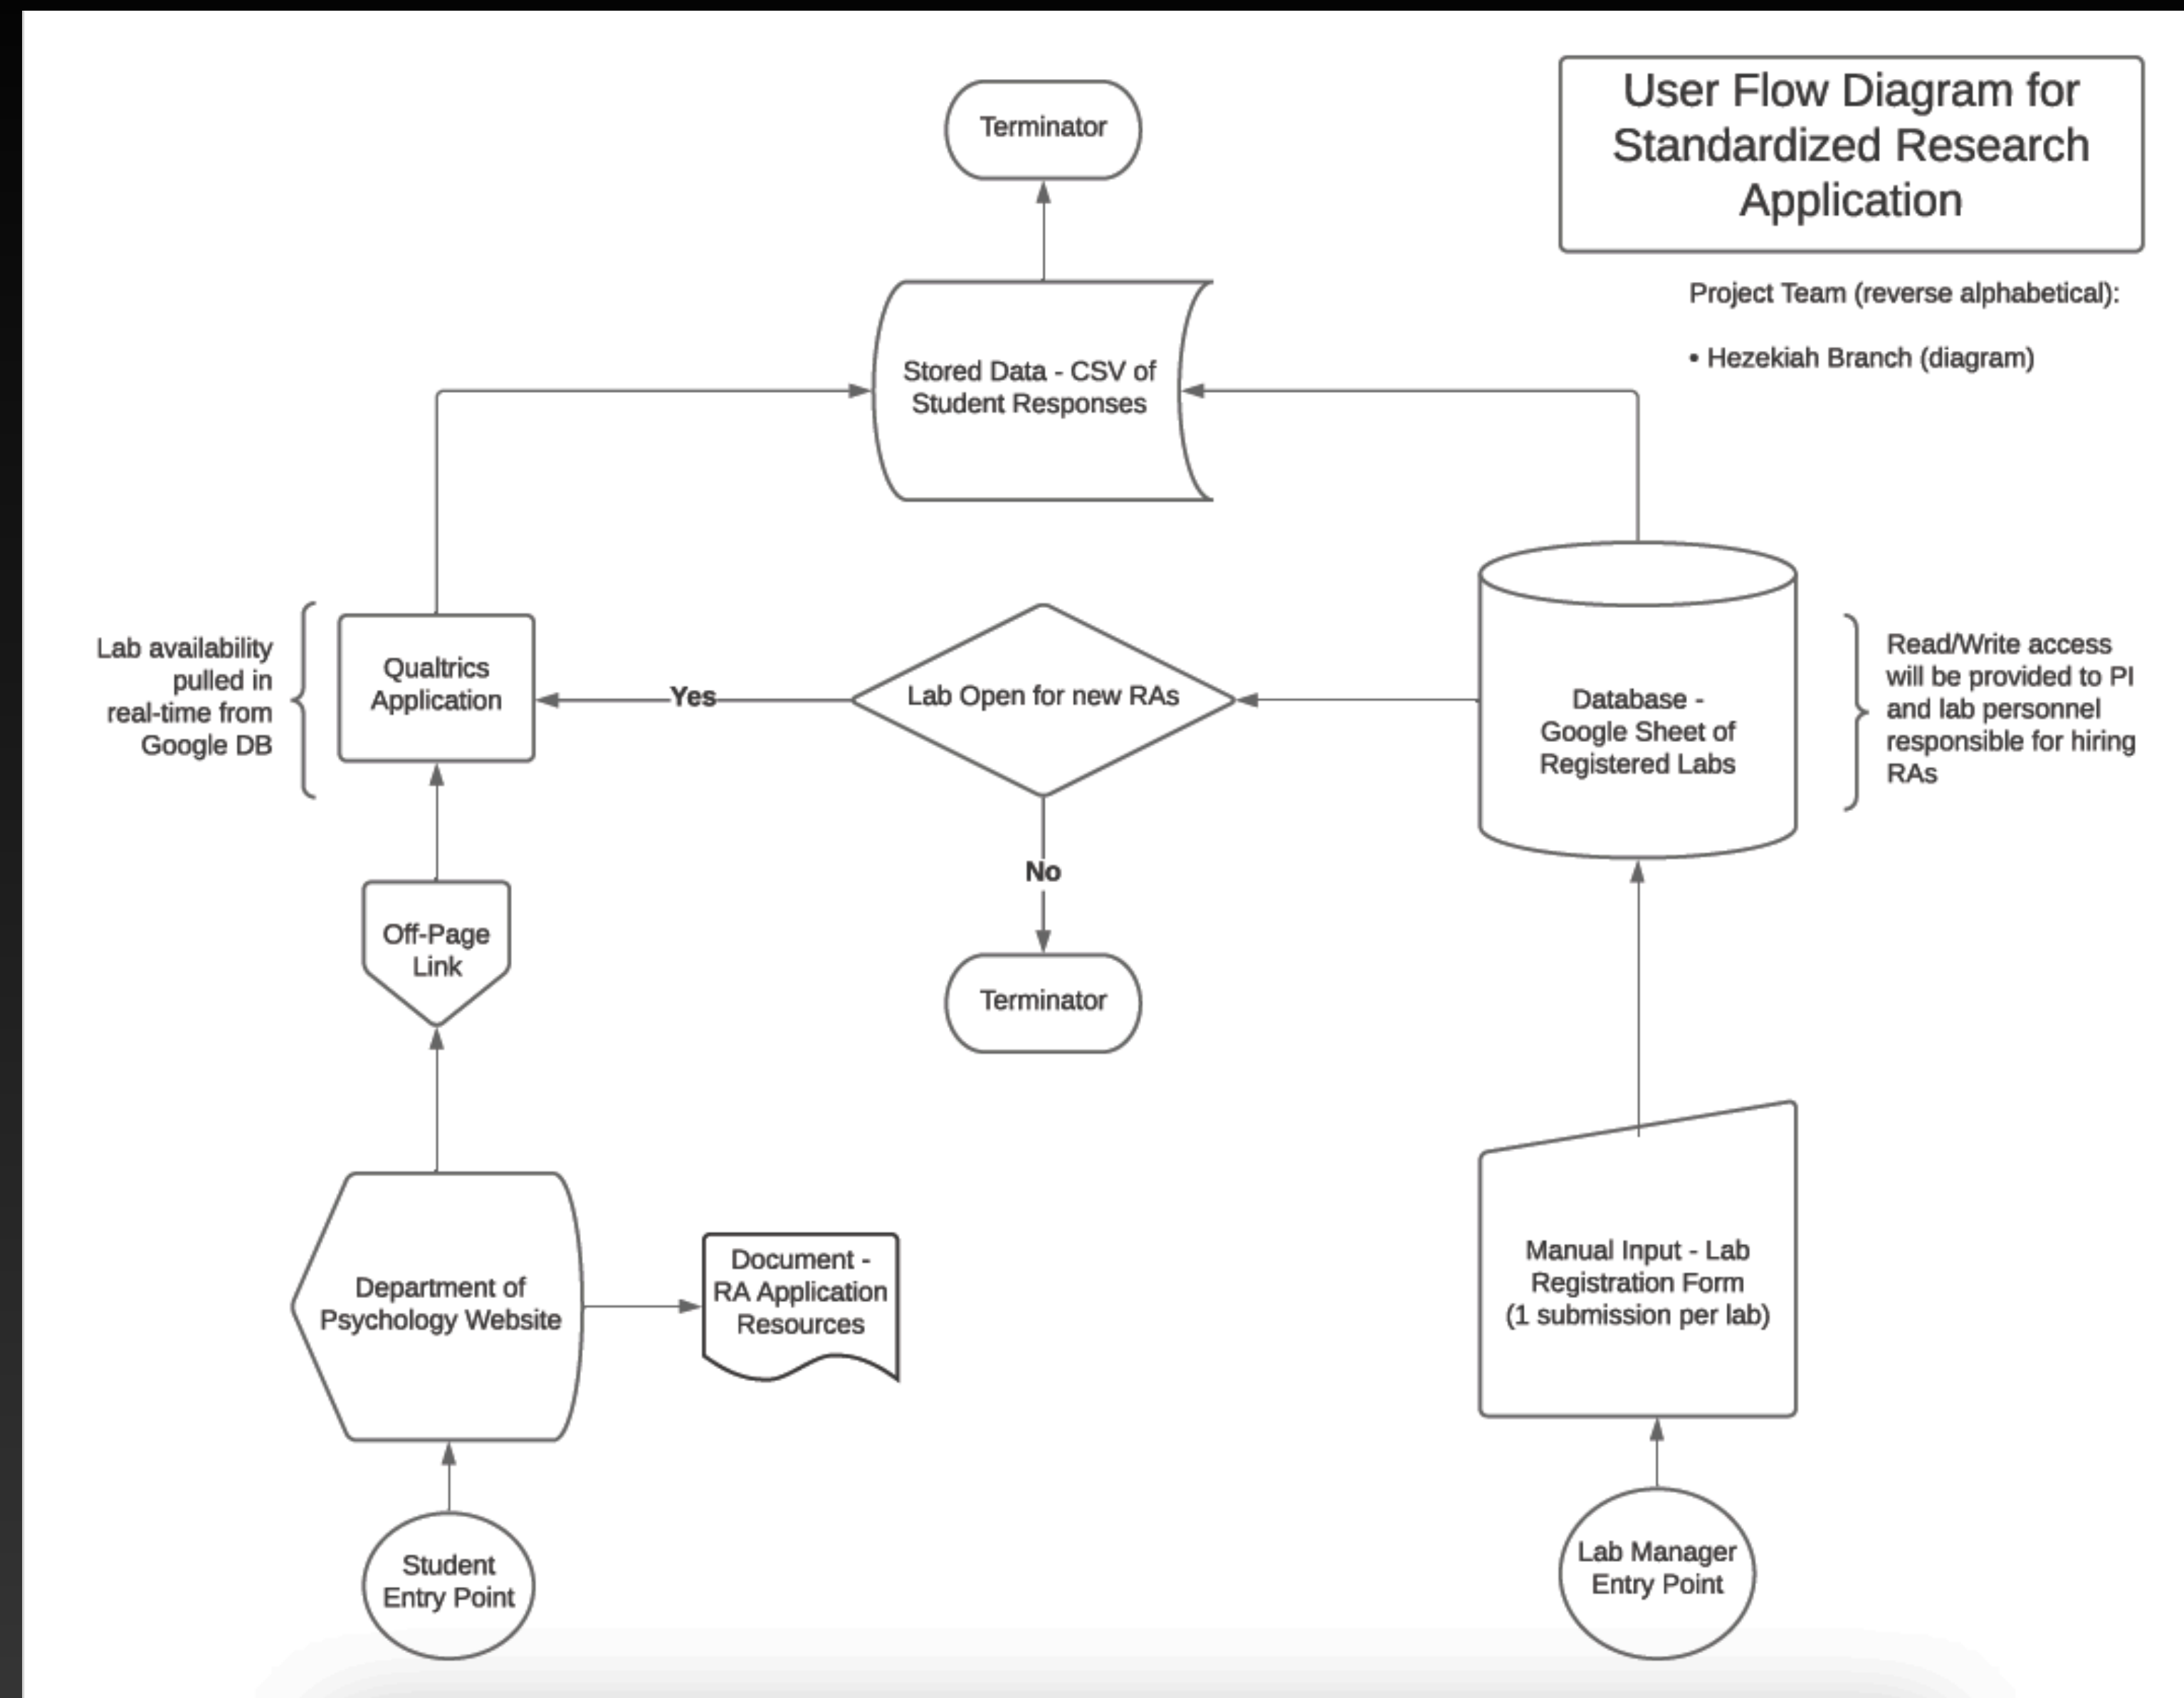 User Flow Diagram for
Standardized Research
Application
Project Team (reverse alphabetical):
• Hezekiah Branch (diagram)
Terminator
Stored Data - CSV of
Student Responses
Lab availability
pulled in
real-time from
Google DB
Qualtrics
Application
Yes
Lab Open for new RAs
Database -
Google Sheet of
Registered Labs
Read/Write access
will be provided to PI
and lab personnel
responsible for hiring
RAs
No
Off-Page
Link
Terminator
Department of
Psychology Website
Document -
RA Application
Resources
Manual Input - Lab
Registration Form
(1 submission per lab)
Student
Entry Point
Lab Manager
Entry Point